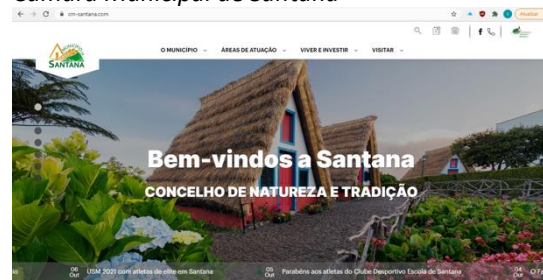 Câmara Municipal de Santana
cm-santana.com
Atualizar
MUNICÍPIO
SANTANA
O MUNICÍPIO
ÁREAS DE ATUAÇÃO
VIVER E INVESTIR
VISITAR
Bem-vindos a Santana
CONCELHO DE NATUREZA E TRADIÇÃO
06 Out USM 2021 com atletas de elite em Santana
05 Out Parabéns aos atletas do Clube Desportivo Escola de Santana
04 Out